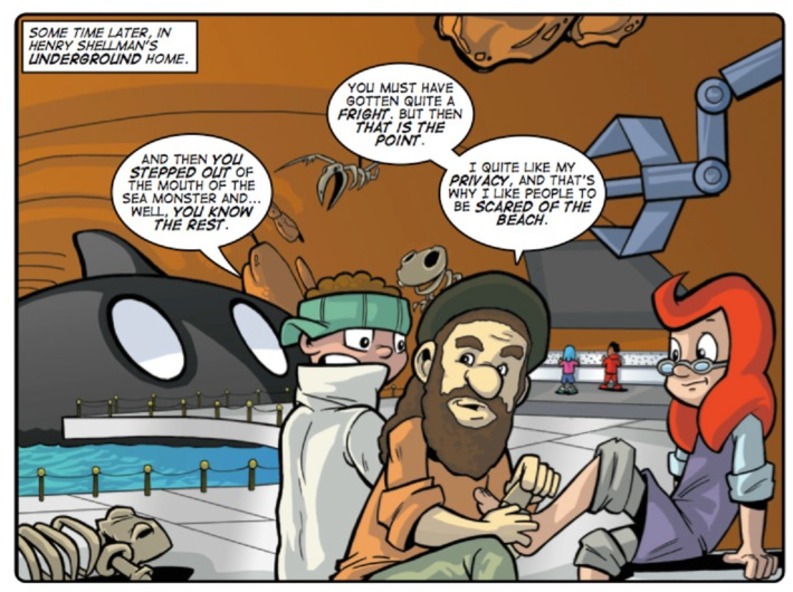 SOME TIME LATER, IN
HENRY SHELLMAN'S
UNDERGROUND HOME.
AND THEN YOU
STEPPED OUT OF
THE MOUTH OF THE
SEA MONSTER AND...
WELL, YOU KNOW
THE REST.
YOU MUST HAVE
GOTTEN QUITE A
FRIGHT. BUT THEN
THAT IS THE
POINT.
I QUITE LIKE MY
PRIVACY, AND THAT'S
WHY I LIKE PEOPLE TO
BE SCARED OF THE
BEACH.